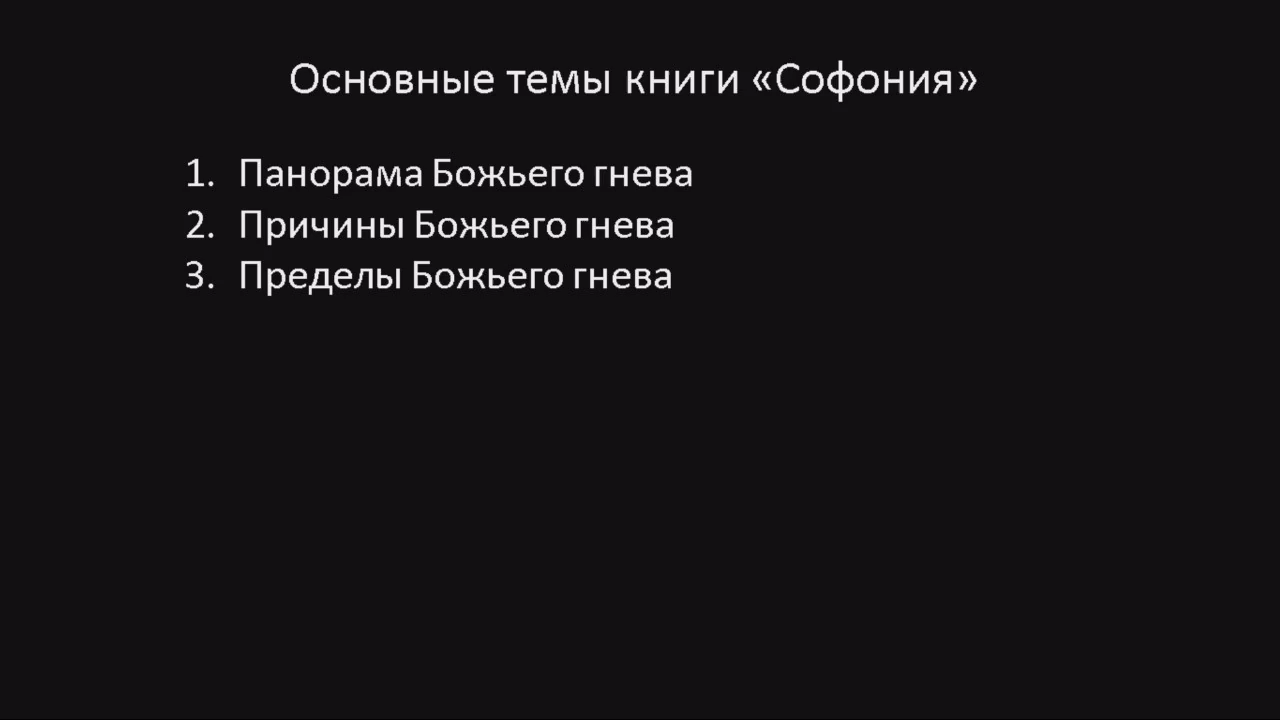 Основные темы книги «Софония»
1. Панорама Божьего гнева
2. Причины Божьего гнева
3. Пределы Божьего гнева